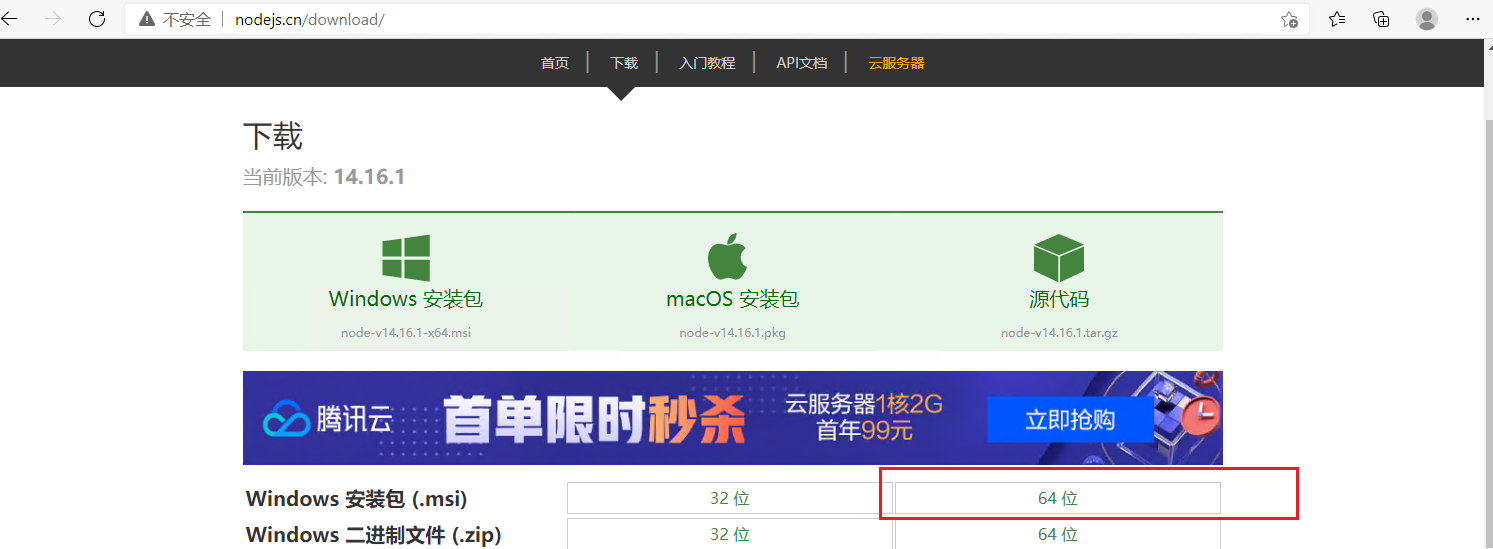 不安全 nodejs.cn/download/
首页 下载 入门教程 API文档 云服务器
下载
当前版本: 14.16.1
Windows 安装包 macOS 安装包 源代码
node-v14.16.1-x64.msi node-v14.16.1.pkg node-v14.16.1.tar.gz
腾讯云 首单限时秒杀 云服务器1核2G 立即抢购
首年99元
Windows 安装包 (.msi) 32 位 64 位
Windows 二进制文件 (.zip) 32 位 64 位